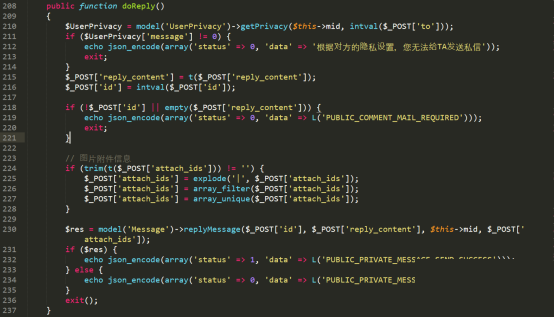 208 public function doReply()
209 {
210 $UserPrivacy = model('UserPrivacy')->getPrivacy($this->mid, intval($_POST['to']));
211 if ($UserPrivacy['message'] != 0) {
212 echo json_encode(array('status' => 0, 'data' => '根据对方的隐私设置，您无法给TA发送私信'));
213 exit;
214 }
215 $_POST['reply_content'] = t($_POST['reply_content']);
216 $_POST['id'] = intval($_POST['id']);
217
218 if (!$_POST['id'] || empty($_POST['reply_content'])) {
219 echo json_encode(array('status' => 0, 'data' => L('PUBLIC_COMMENT_MAIL_REQUIRED')));
220 exit;
221 }
222
223 // 图片附件信息
224 if (trim(t($_POST['attach_ids'])) != '') {
225 $_POST['attach_ids'] = explode('|', $_POST['attach_ids']);
226 $_POST['attach_ids'] = array_filter($_POST['attach_ids']);
227 $_POST['attach_ids'] = array_unique($_POST['attach_ids']);
228 }
229
230 $res = model('Message')->replyMessage($_POST['id'], $_POST['reply_content'], $this->mid, $_POST['
attach_ids']);
231 if ($res) {
232 echo json_encode(array('status' => 1, 'data' => L('PUBLIC_PRIVATE_MESS
233 } else {
234 echo json_encode(array('status' => 0, 'data' => L('PUBLIC_PRIVATE_MESS
235 }
236 exit();
237 }